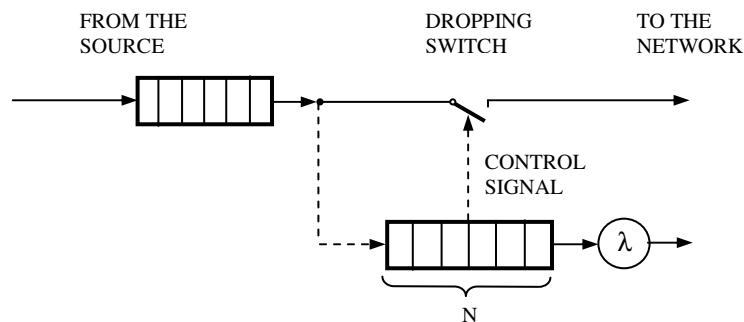 FROM THE
SOURCE
DROPPING
SWITCH
TO THE
NETWORK
CONTROL
SIGNAL
λ
N